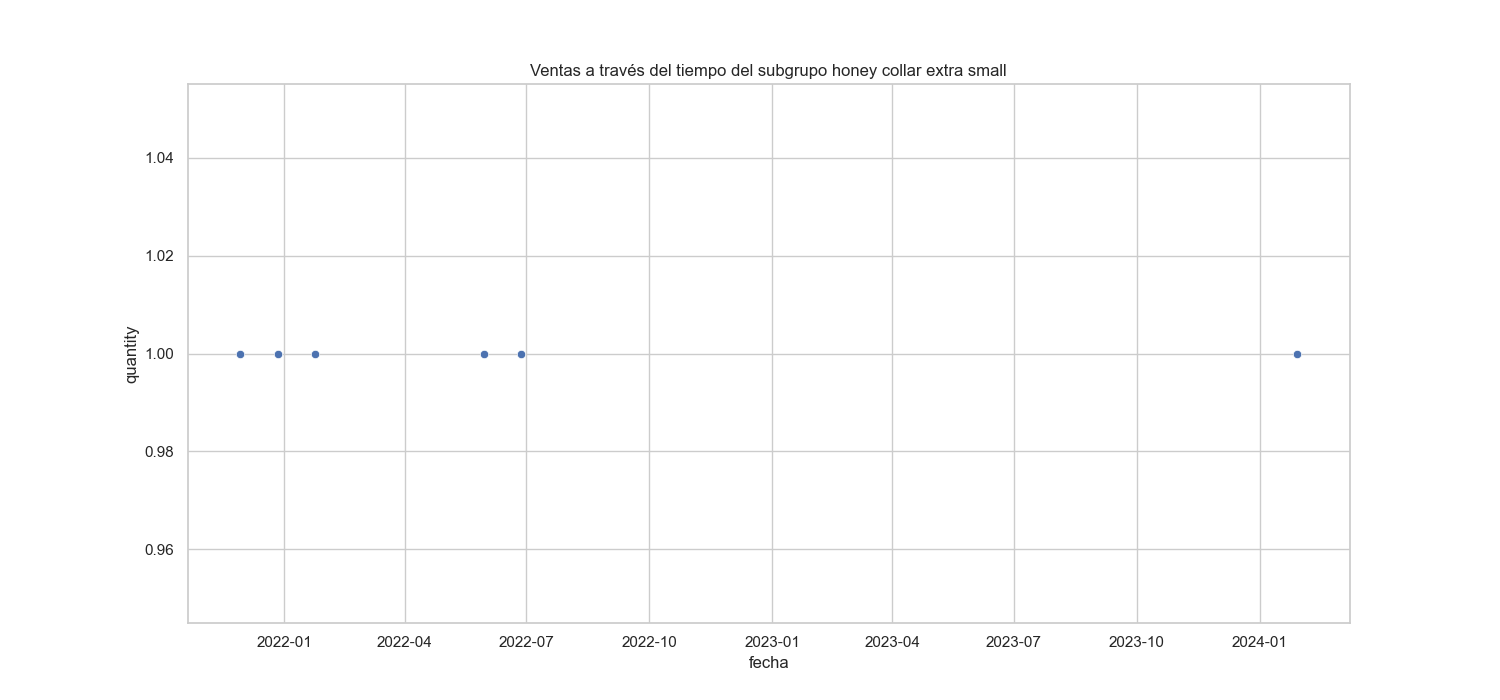 Ventas a través del tiempo del subgrupo honey collar extra small
1.04
1.02
1.00
0.98
0.96
quantity
2022-01 2022-04 2022-07 2022-10 2023-01 2023-04 2023-07 2023-10 2024-01
fecha